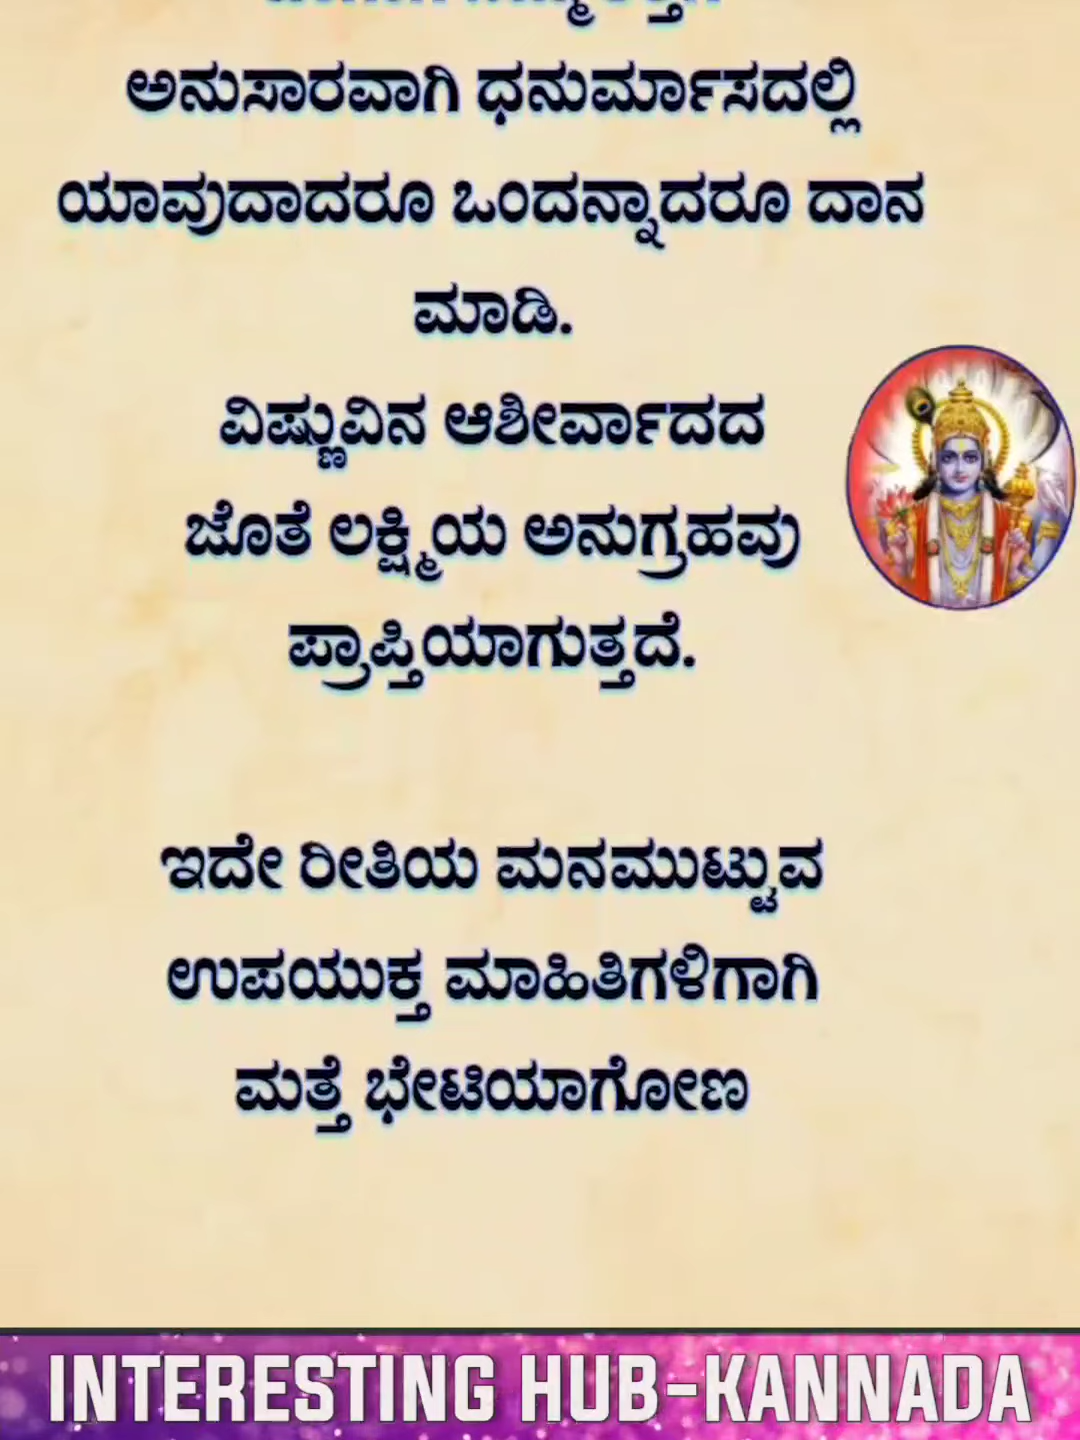 ಅನುಸಾರವಾಗಿ ಧನುರ್ಮಾಸದಲ್ಲಿ
ಯಾವುದಾದರೂ ಒಂದನ್ನಾದರೂ ದಾನ
ಮಾಡಿ.
ವಿಷ್ಣುವಿನ ಆಶೀರ್ವಾದದ
ಜೊತೆ ಲಕ್ಷ್ಮಿಯ ಅನುಗ್ರಹವು
ಪ್ರಾಪ್ತಿಯಾಗುತ್ತದೆ.
ಇದೇ ರೀತಿಯ ಮನಮುಟ್ಟುವ
ಉಪಯುಕ್ತ ಮಾಹಿತಿಗಳಿಗಾಗಿ
ಮತ್ತೆ ಭೇಟಿಯಾಗೋಣ
INTERESTING HUB-KANNADA